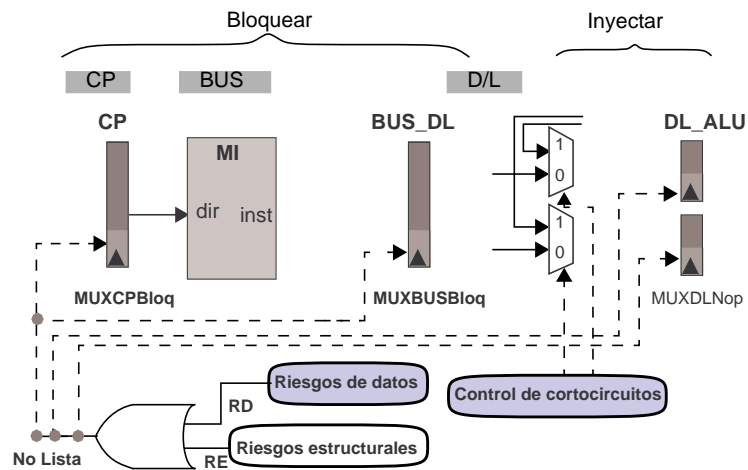 Bloquear
Inyectar
CP
BUS
D/L
CP
BUS_DL
DL_ALU
MI
dir
inst
1
0
1
0
MUXCPBloq
MUXBUSBloq
MUXDLNop
Riesgos de datos
Control de cortocircuitos
RD
Riesgos estructurales
No Lista
RE